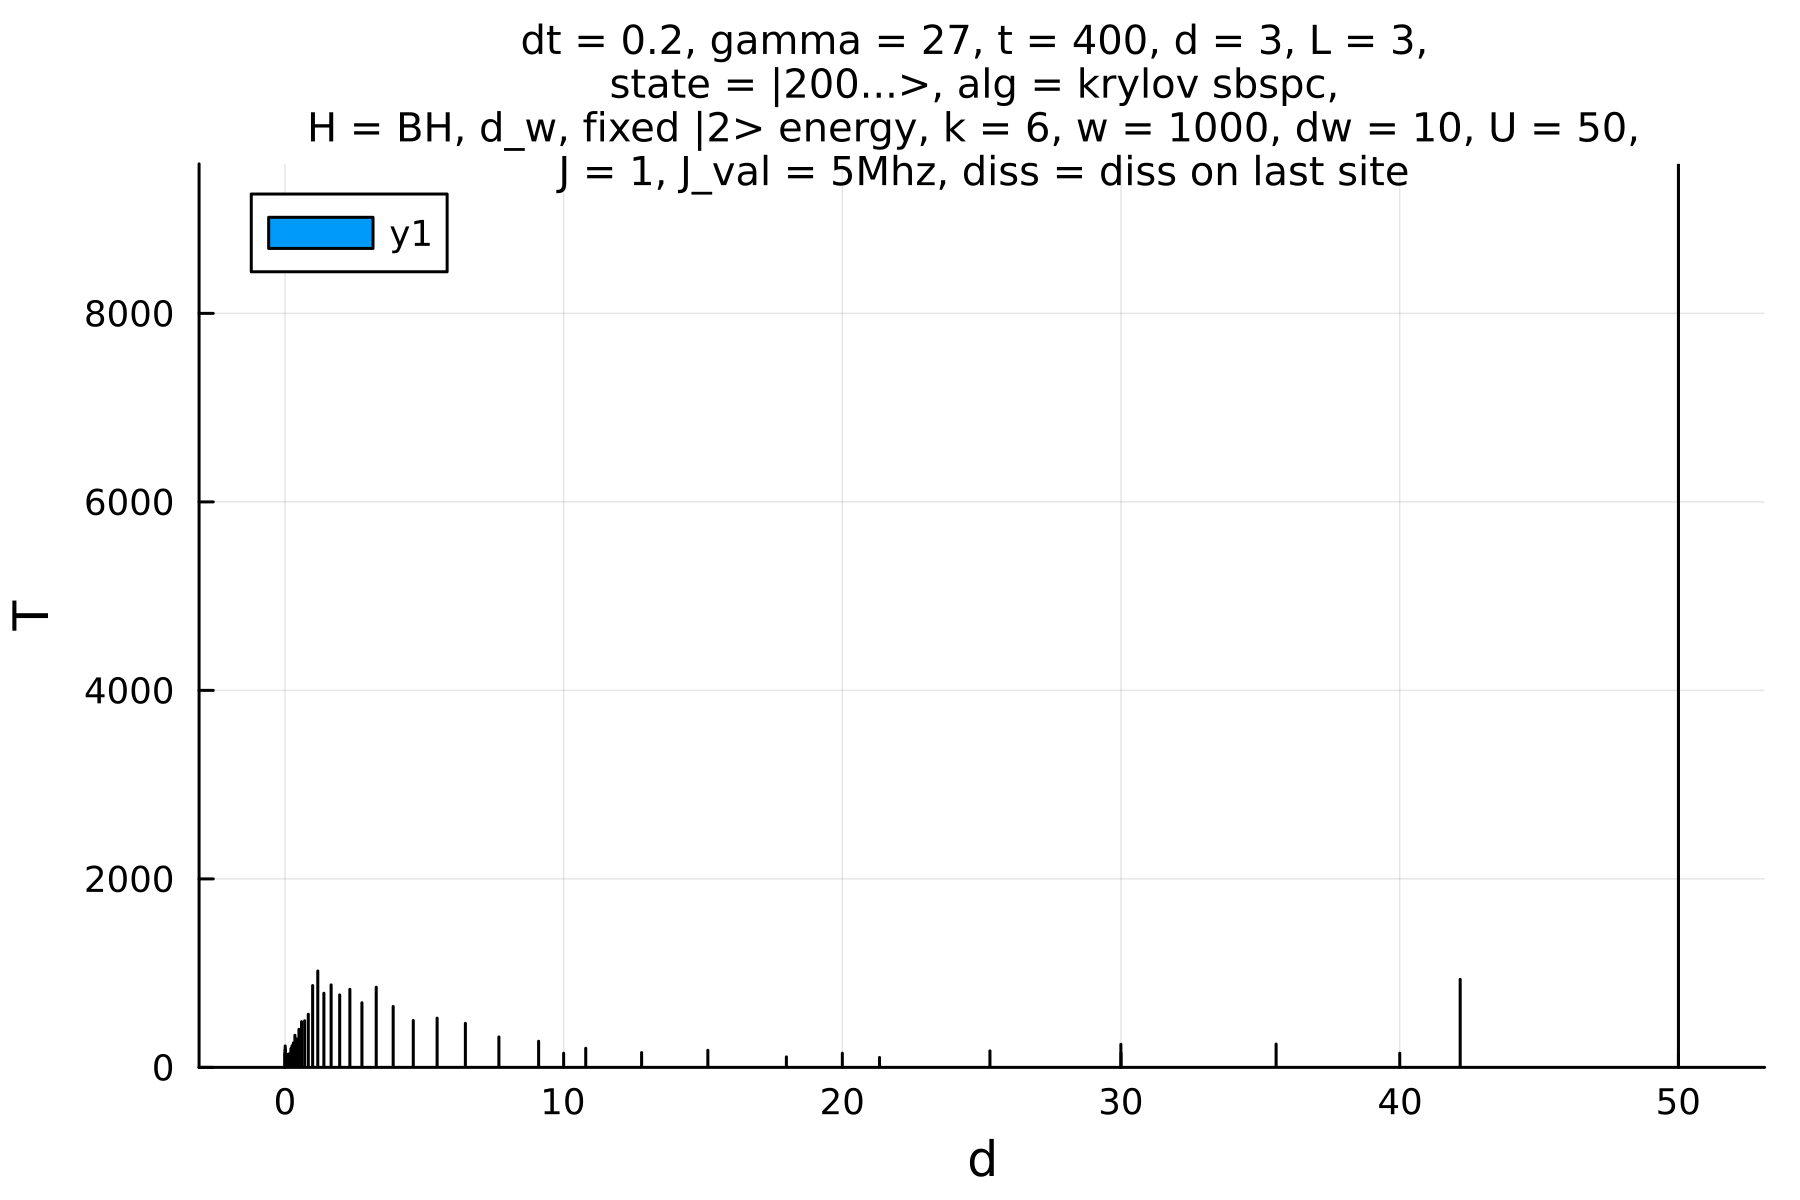 dt = 0.2, gamma = 27, t = 400, d = 3, L = 3,
state = |200...>, alg = krylov sbspc,
H = BH, d_w, fixed |2> energy, k = 6, w = 1000, dw = 10, U = 50,
J = 1, J_val = 5Mhz, diss = diss on last site
y1
8000
6000
4000
2000
0
T
0 10 20 30 40 50
d